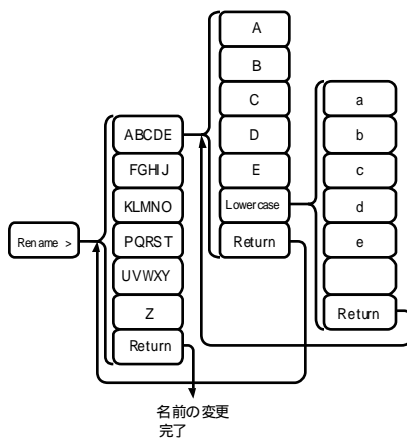 Rename >
ABCDE
FGHIJ
KLMNO
PQRST
UVWXY
Z
Return
A
B
C
D
E
Lowercase
Return
a
b
c
d
e
Return
名前の変更
完了